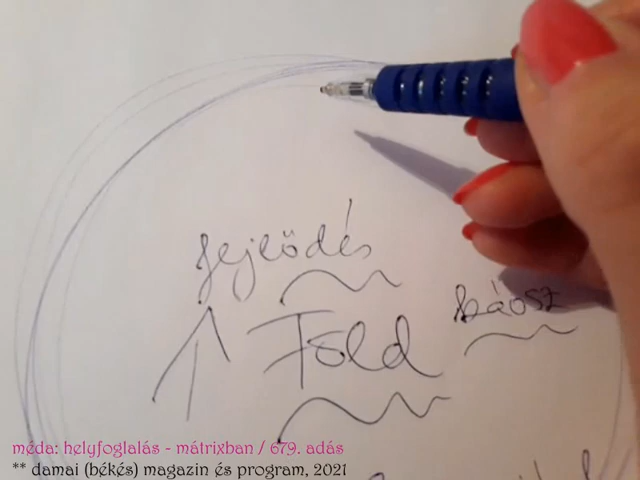 fejlődés
Föld
káosz
méda: helyfoglalás - mátrixban / 679. adás
** damai (békés) magazin és program, 2021